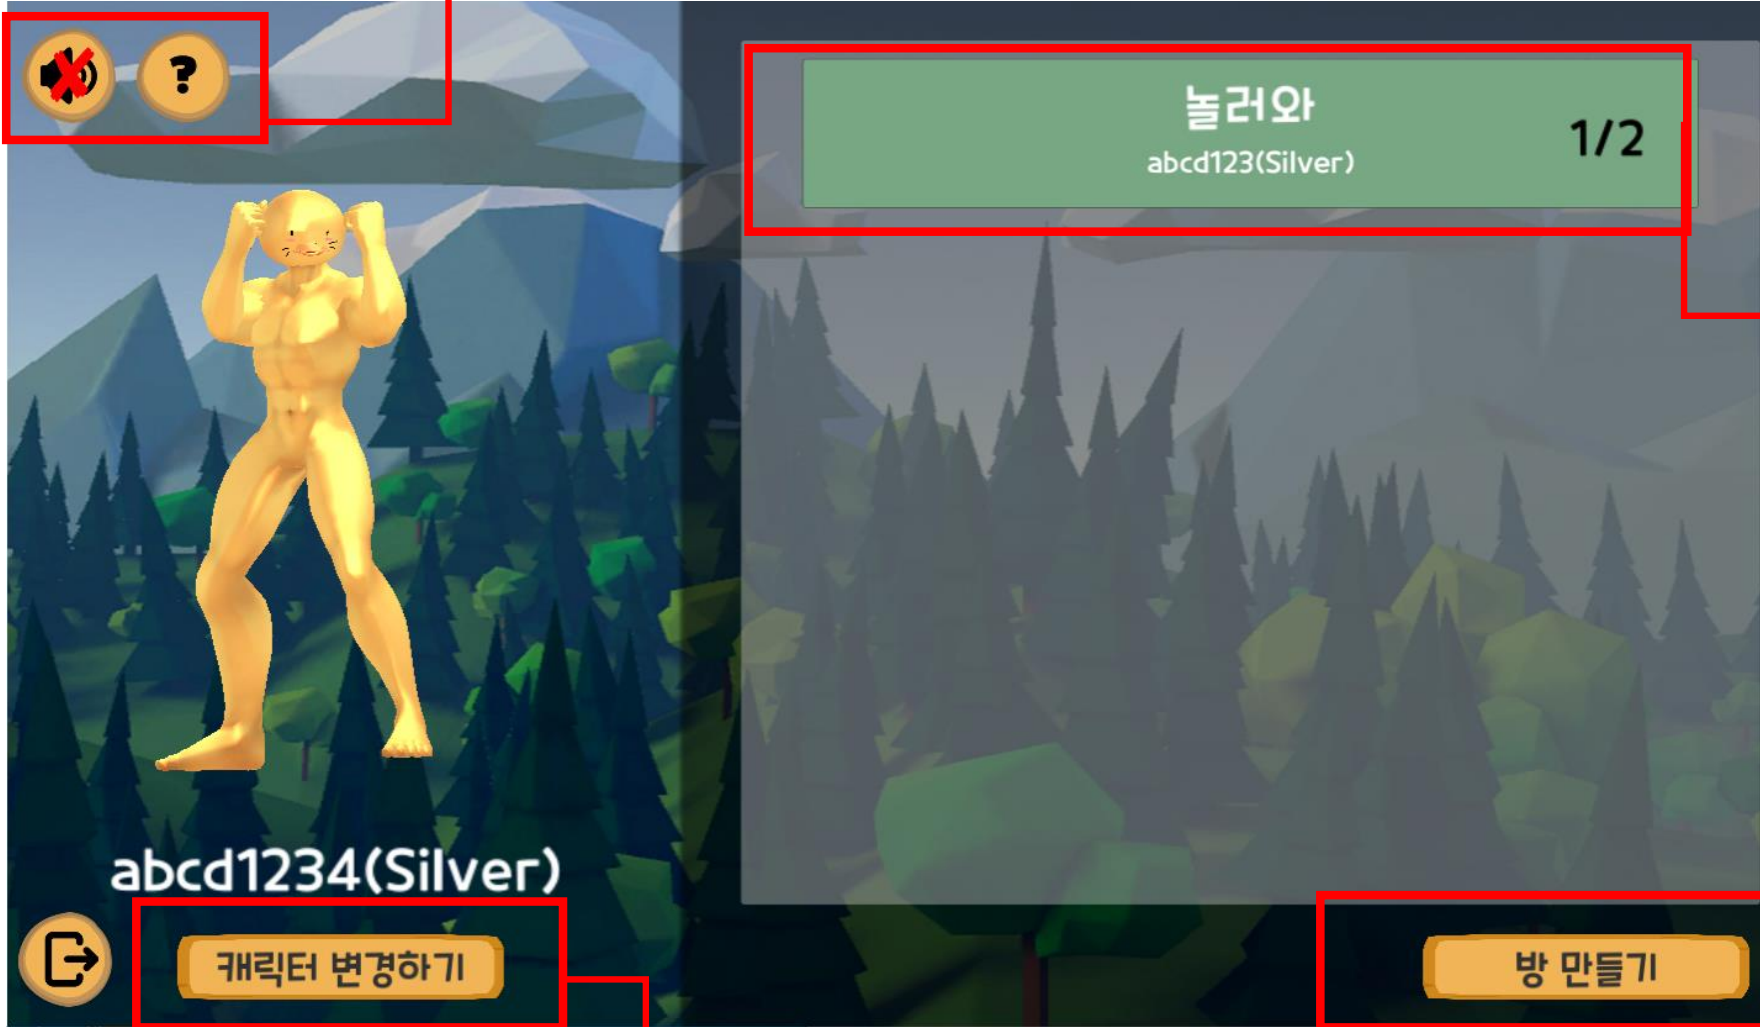 ?
놀러와
abcd123(Silver)
1/2
abcd1234(Silver)
캐릭터 변경하기
방 만들기